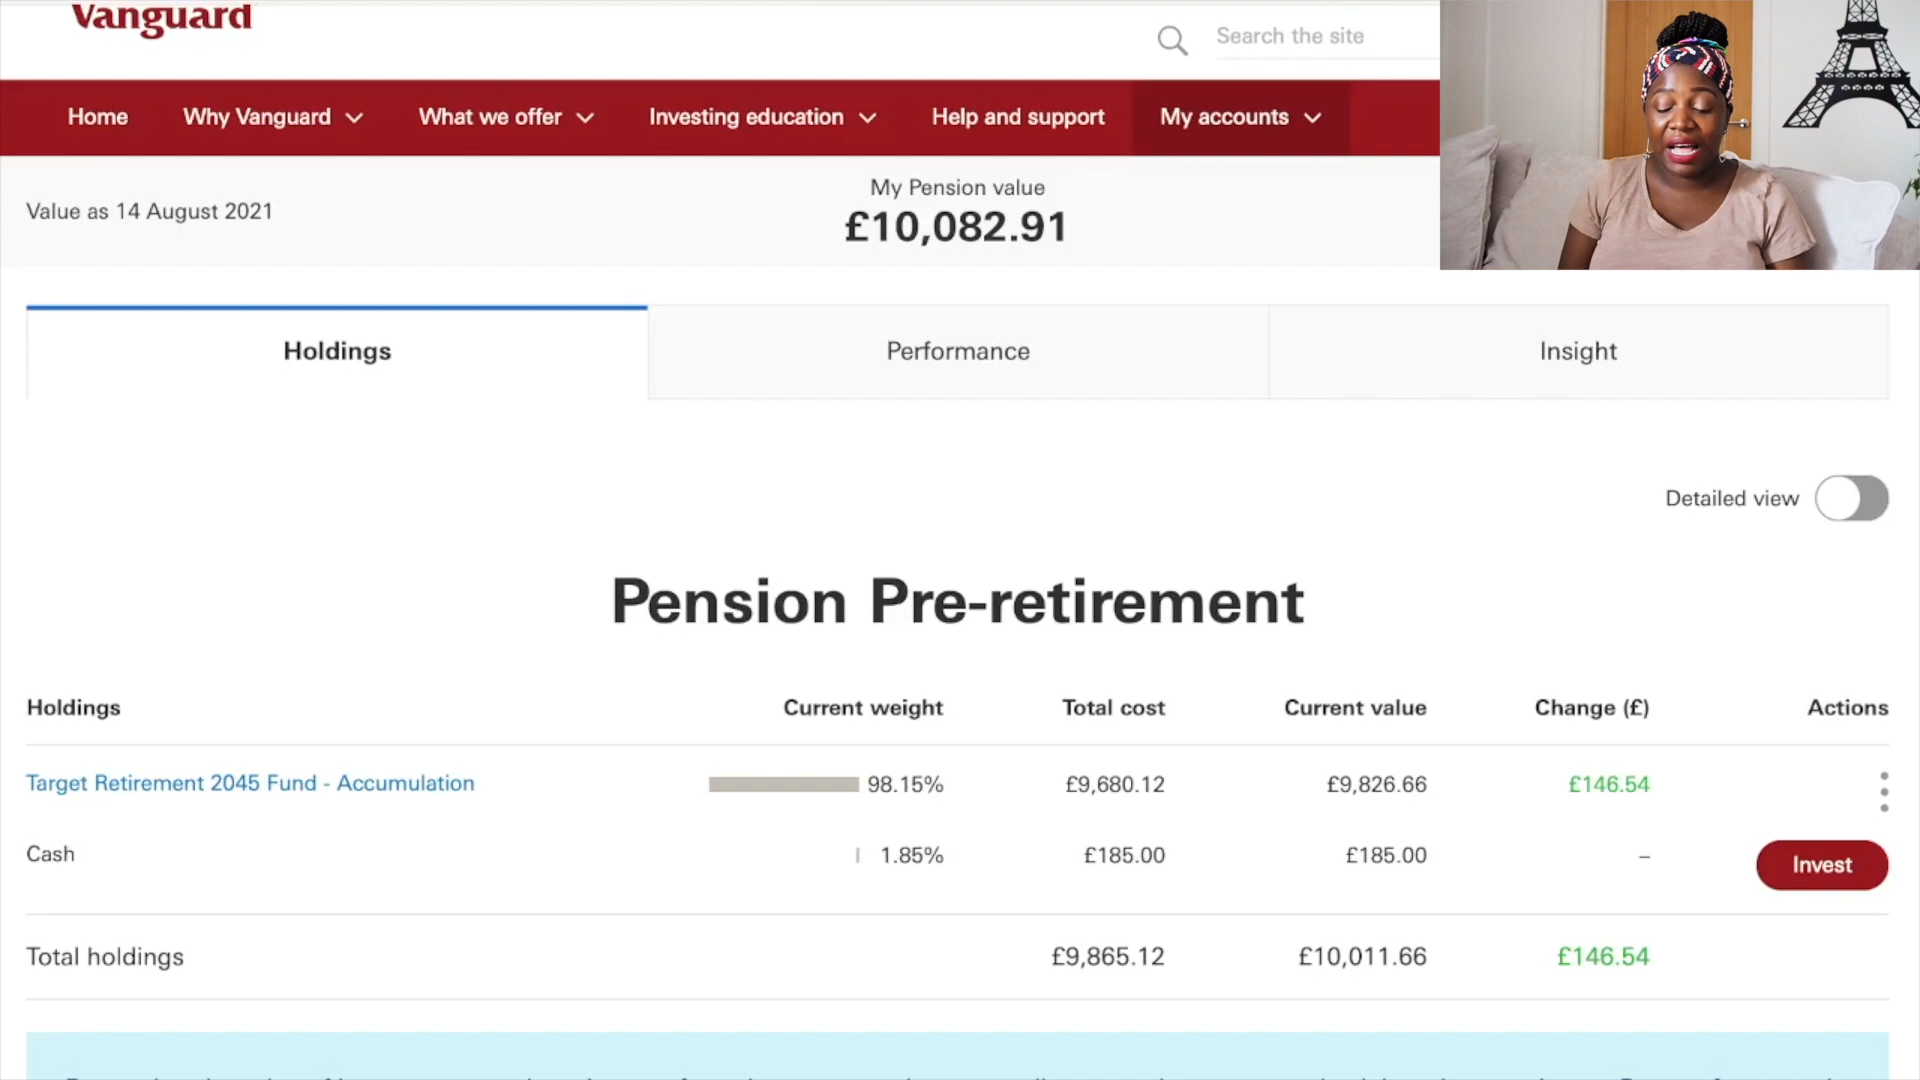 Vanguard
Search the site
Home Why Vanguard What we offer Investing education Help and support My accounts
Value as 14 August 2021
My Pension value
£10,082.91
Holdings Performance Insight
Detailed view
Pension Pre-retirement
Holdings Current weight Total cost Current value Change (£) Actions
Target Retirement 2045 Fund - Accumulation 98.15% £9,680.12 £9,826.66 £146.54
Cash 1.85% £185.00 £185.00 – Invest
Total holdings £9,865.12 £10,011.66 £146.54